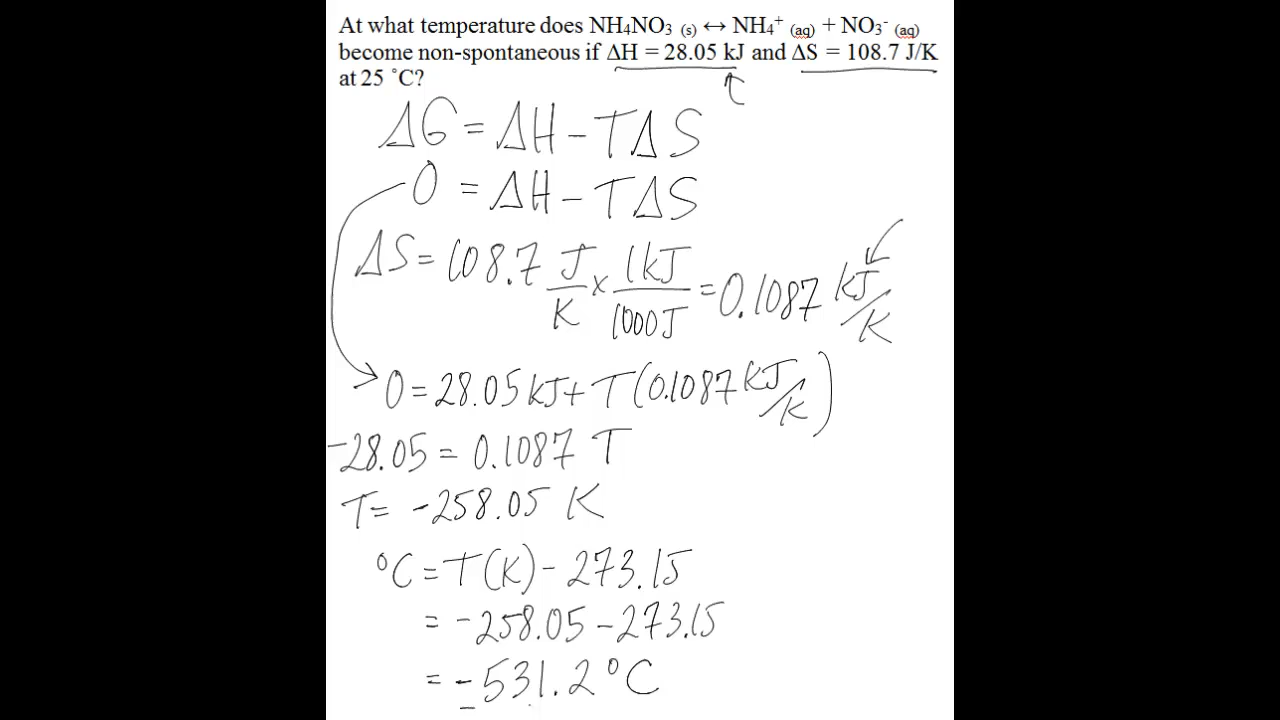 At what temperature does NH₄NO₃ (s) ↔ NH₄⁺ (aq) + NO₃⁻ (aq)
become non-spontaneous if ΔH = 28.05 kJ and ΔS = 108.7 J/K
at 25 ˚C?
ΔG = ΔH - TΔS
0 = ΔH - TΔS
ΔS = 108.7 J/K x 1kJ/1000J = 0.1087 kJ/K
0 = 28.05 kJ + T(0.1087 kJ/K)
-28.05 = 0.1087 T
T = -258.05 K
°C = T(K) - 273.15
= -258.05 - 273.15
= -531.2 °C